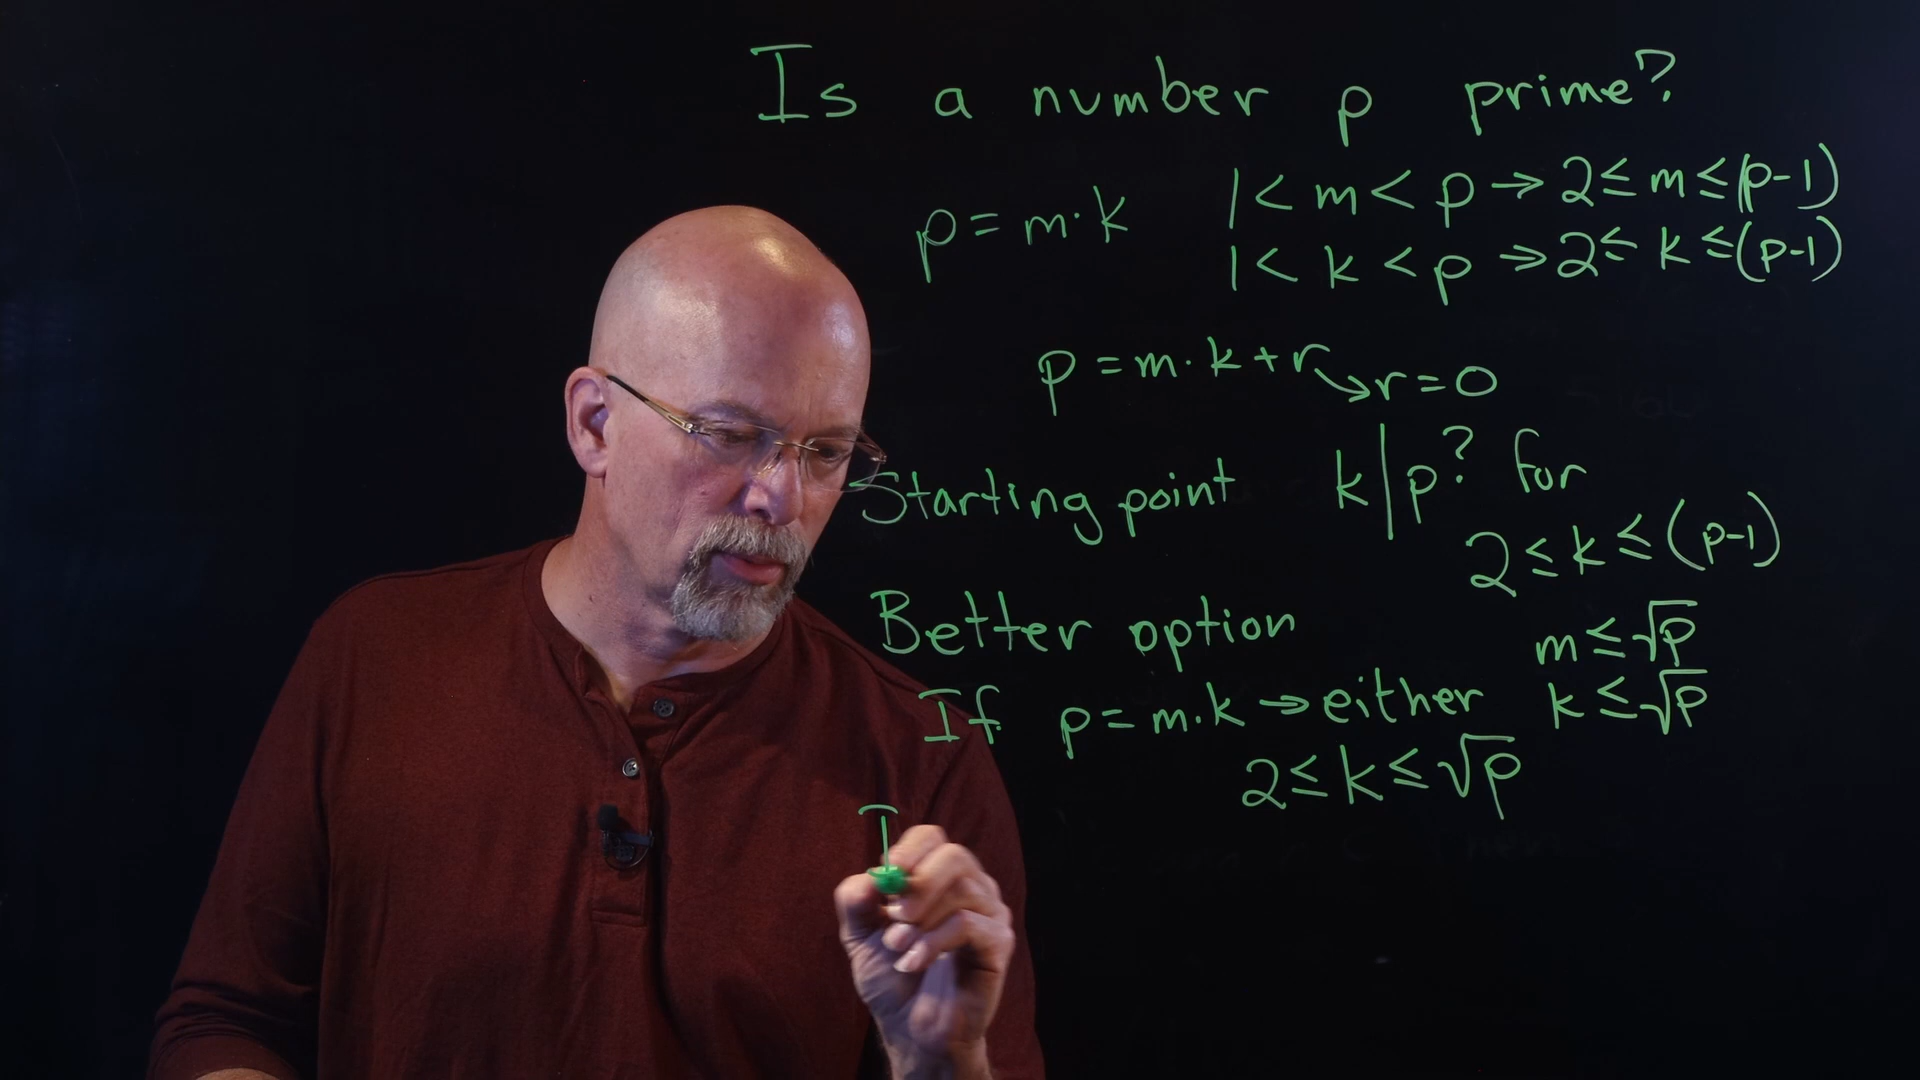 Is a number p prime?
p = m·k
1 < m < p → 2 ≤ m ≤ (p-1)
1 < k < p → 2 ≤ k ≤ (p-1)
p = m·k + r → r = 0
Starting point k|p? for
2 ≤ k ≤ (p-1)
Better option
If p = m·k → either m ≤ √p
k ≤ √p
2 ≤ k ≤ √p
I